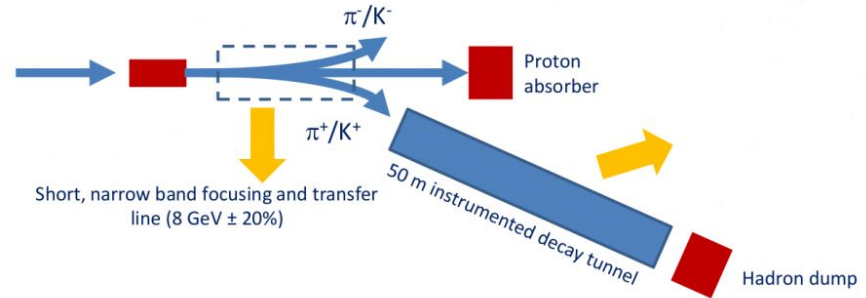 π⁻/K⁻
Proton
absorber
π⁺/K⁺
50 m instrumented decay tunnel
Short, narrow band focusing and transfer
line (8 GeV ± 20%)
Hadron dump